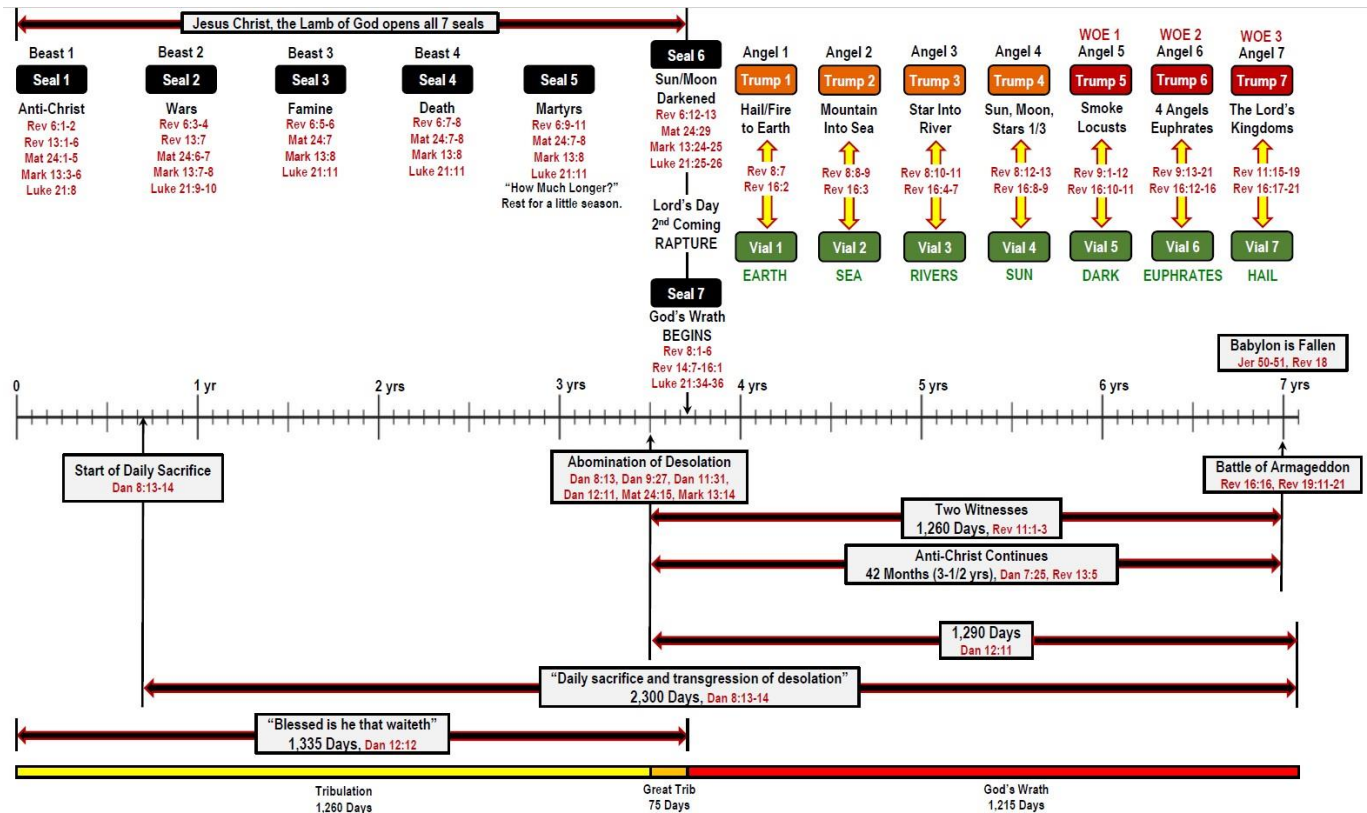 Jesus Christ, the Lamb of God opens all 7 seals
Beast 1
Seal 1
Anti-Christ
Rev 6:1-2
Rev 13:1-6
Mat 24:1-5
Mark 13:3-6
Luke 21:8
Beast 2
Seal 2
Wars
Rev 6:3-4
Rev 13:7
Mat 24:6-7
Mark 13:7-8
Luke 21:9-10
Beast 3
Seal 3
Famine
Rev 6:5-6
Mat 24:7
Mark 13:8
Luke 21:11
Beast 4
Seal 4
Death
Rev 6:7-8
Mat 24:7-8
Mark 13:8
Luke 21:11
Seal 5
Martyrs
Rev 6:9-11
Mat 24:7-8
Mark 13:8
Luke 21:11
"How Much Longer?"
Rest for a little season.
Seal 6
Sun/Moon
Darkened
Rev 6:12-13
Mat 24:29
Mark 13:24-25
Luke 21:25-26
Lord's Day
2nd Coming
RAPTURE
Seal 7
God's Wrath
BEGINS
Rev 8:1-6
Rev 14:7-16:1
Luke 21:34-36
Angel 1
Trump 1
Hail/Fire
to Earth
Rev 8:7
Rev 16:2
Vial 1
EARTH
Angel 2
Trump 2
Mountain
Into Sea
Rev 8:8-9
Rev 16:3
Vial 2
SEA
Angel 3
Trump 3
Star Into
River
Rev 8:10-11
Rev 16:4-7
Vial 3
RIVERS
Angel 4
Trump 4
Sun, Moon,
Stars 1/3
Rev 8:12-13
Rev 16:8-9
Vial 4
SUN
WOE 1
Angel 5
Trump 5
Smoke
Locusts
Rev 9:1-12
Rev 16:10-11
Vial 5
DARK
WOE 2
Angel 6
Trump 6
4 Angels
Euphrates
Rev 9:13-21
Rev 16:12-16
Vial 6
EUPHRATES
WOE 3
Angel 7
Trump 7
The Lord's
Kingdoms
Rev 11:15-19
Rev 16:17-21
Vial 7
HAIL
Babylon is Fallen
Jer 50-51, Rev 18
0
1 yr
2 yrs
3 yrs
4 yrs
5 yrs
6 yrs
7 yrs
Start of Daily Sacrifice
Dan 8:13-14
Abomination of Desolation
Dan 8:13, Dan 9:27, Dan 11:31,
Dan 12:11, Mat 24:15, Mark 13:14
Battle of Armageddon
Rev 16:16, Rev 19:11-21
Two Witnesses
1,260 Days, Rev 11:1-3
Anti-Christ Continues
42 Months (3-1/2 yrs), Dan 7:25, Rev 13:5
1,290 Days
Dan 12:11
"Daily sacrifice and transgression of desolation"
2,300 Days, Dan 8:13-14
"Blessed is he that waiteth"
1,335 Days, Dan 12:12
Tribulation
1,260 Days
Great Trib
75 Days
God's Wrath
1,215 Days